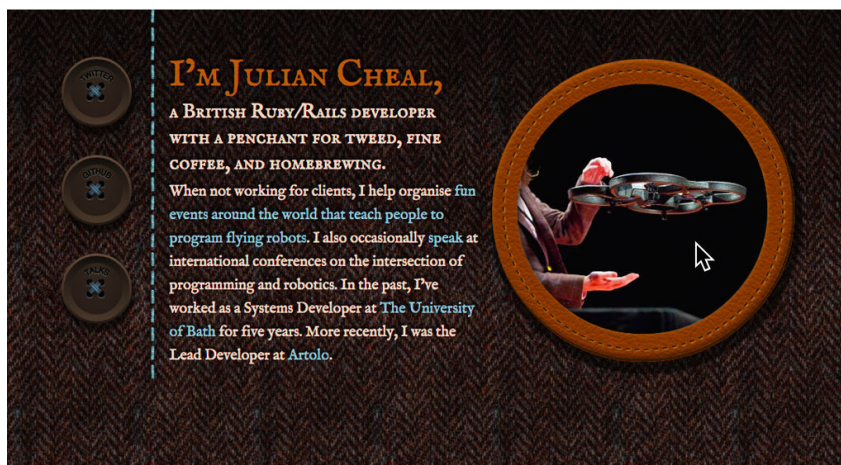 TWITTER
GITHUB
TALKS
I'm Julian Cheal,
a British Ruby/Rails developer
with a penchant for tweed, fine
coffee, and homebrewing.
When not working for clients, I help organise fun
events around the world that teach people to
program flying robots. I also occasionally speak at
international conferences on the intersection of
programming and robotics. In the past, I've
worked as a Systems Developer at The University
of Bath for five years. More recently, I was the
Lead Developer at Artolo.